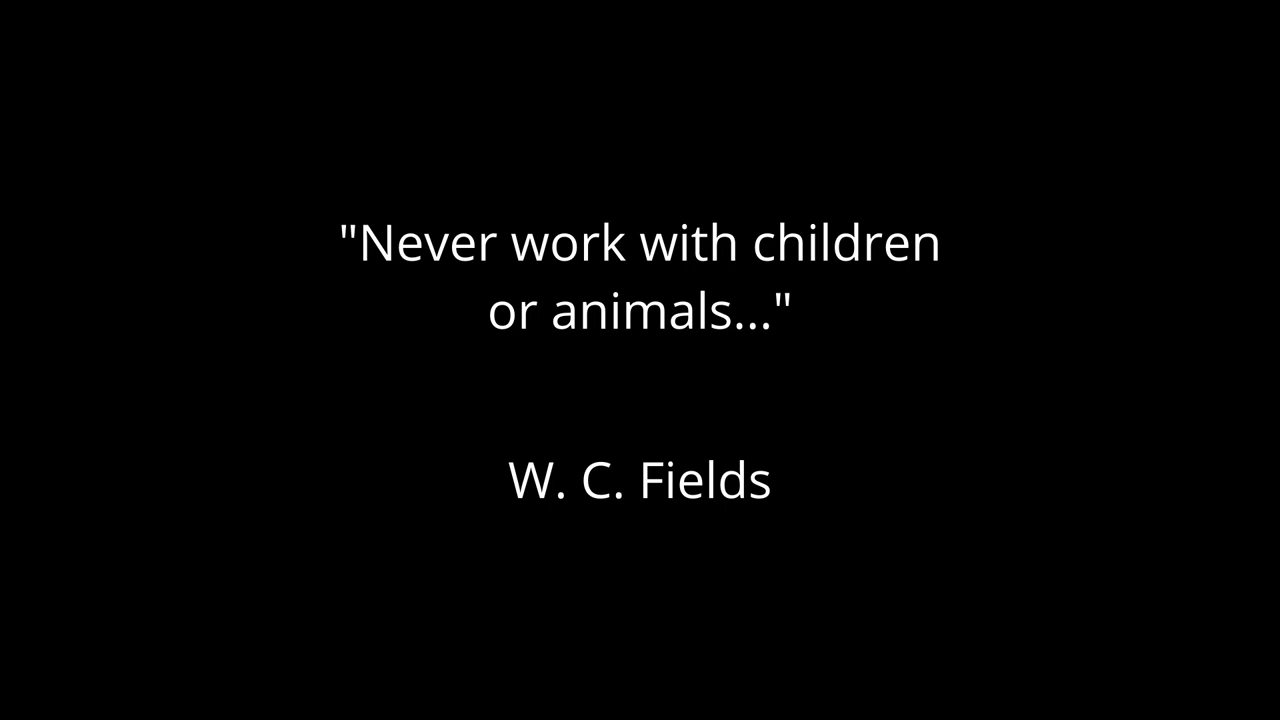 "Never work with children
or animals..."
W. C. Fields